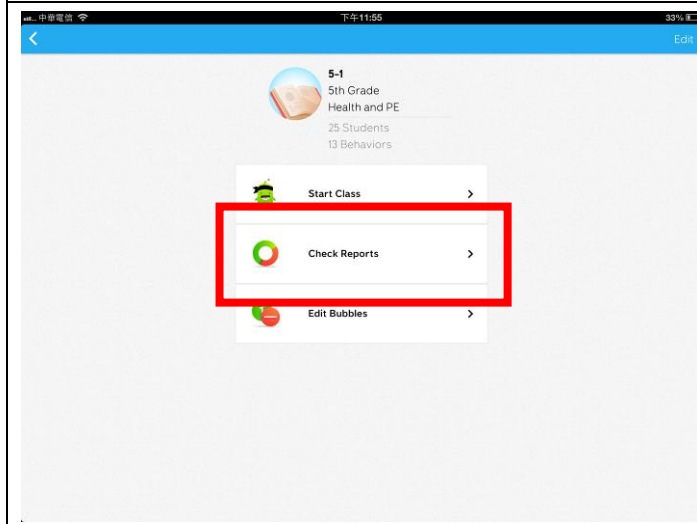 中華電信 下午11:55 33%
Edit
5-1
5th Grade
Health and PE
25 Students
13 Behaviors
Start Class
Check Reports
Edit Bubbles